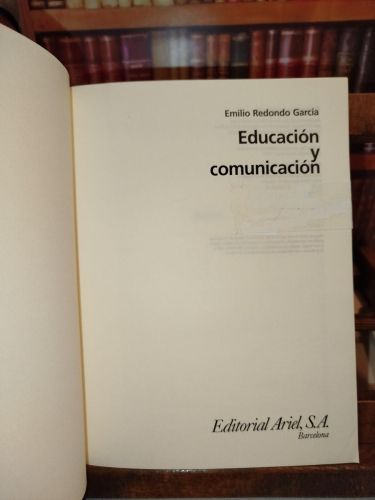 Emilio Redondo García
Educación
y
comunicación
Editorial Ariel, S.A.
Barcelona